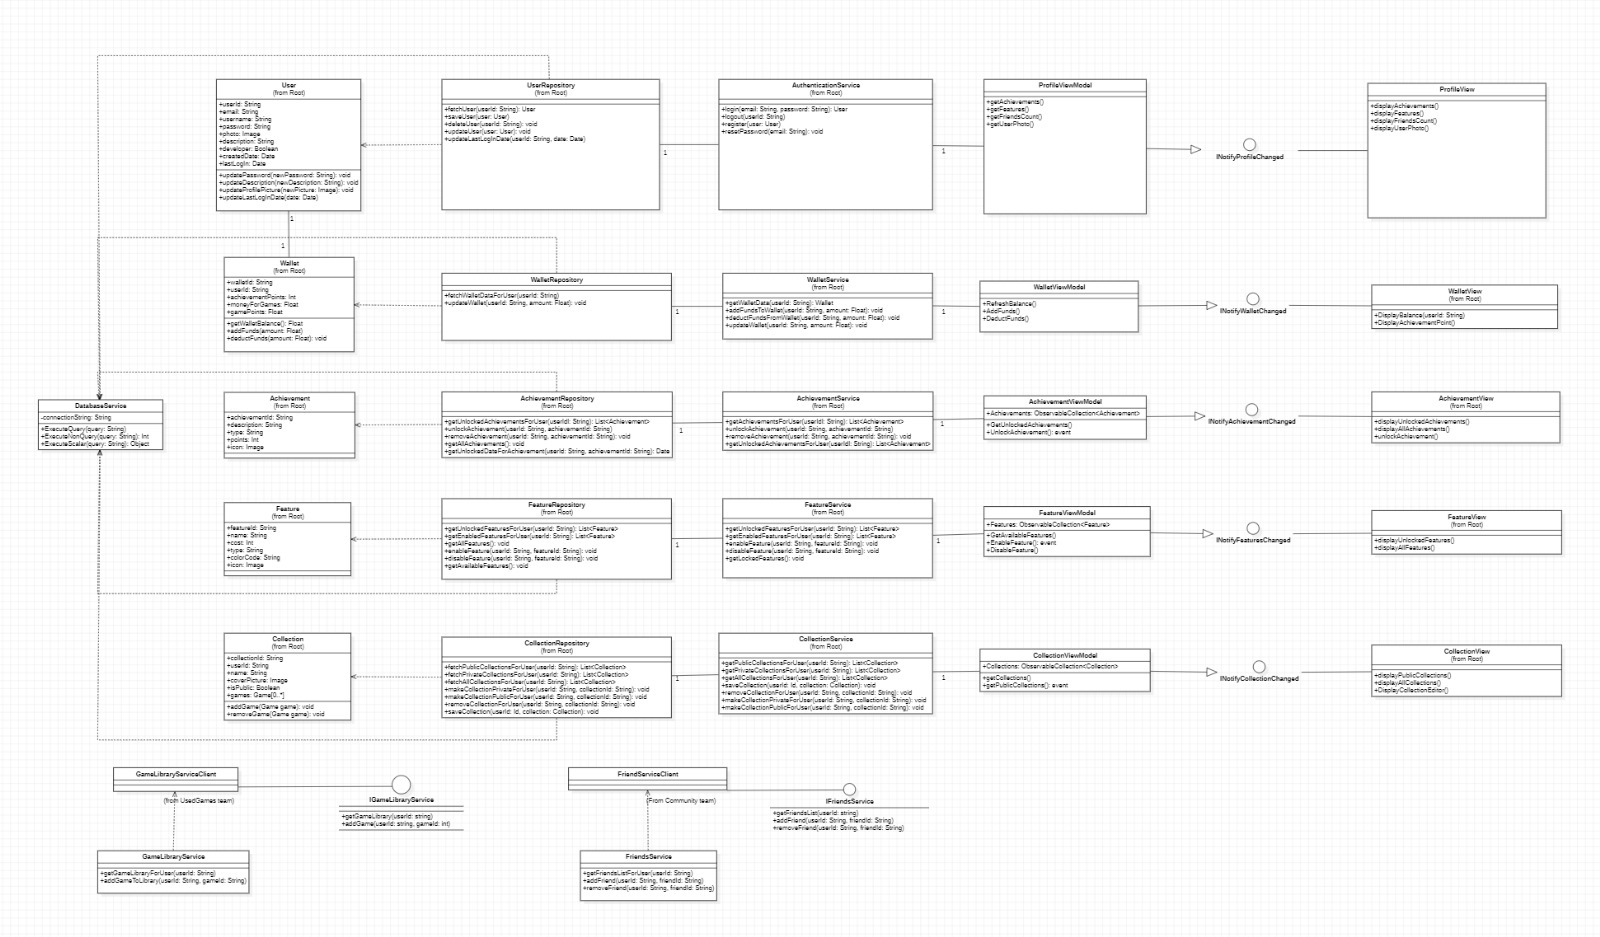 User
(from Root)
+userId: String
+email: String
+username: String
+password: String
+photo: Image
+description: String
+developer: Boolean
+createdDate: Date
+lastLogIn: Date
+updatePassword(newPassword: String): void
+updateDescription(newDescription: String): void
+updateProfilePicture(newPicture: Image): void
+updateLastLogInDate(date: Date)
UserRepository
(from Root)
+fetchUser(userId: String): User
+saveUser(user: User)
+deleteUser(userId: String): void
+updateUser(user: User): void
+updateLastLogInDate(userId: String, date: Date)
1
AuthenticationService
(from Root)
+login(email: String, password: String): User
+logout(userId: String)
+register(user: User)
+resetPassword(email: String): void
1
ProfileViewModel
+getAchievements()
+getFeatures()
+getFriendsCount()
+getUserPhoto()
INotifyProfileChanged
ProfileView
+displayAchievements()
+displayFeatures()
+displayFriendsCount()
+displayUserPhoto()
1
1
Wallet
(from Root)
+walletId: String
+userId: String
+achievementPoints: Int
+moneyForGames: Float
+gamePoints: Float
+getWalletBalance(): Float
+addFunds(amount: Float)
+deductFunds(amount: Float): void
WalletRepository
+fetchWalletDataForUser(userId: String)
+updateWallet(userId: String, amount: Float): void
1
WalletService
(from Root)
+getWalletData(userId: String): Wallet
+addFundsToWallet(userId: String, amount: Float): void
+deductFundsFromWallet(userId: String, amount: Float): void
+updateWallet(userId: String, amount: Float): void
1
WalletViewModel
+RefreshBalance()
+AddFunds()
+DeductFunds()
INotifyWalletChanged
WalletView
(from Root)
+DisplayBalance(userId: String)
+DisplayAchievementPoint()
DatabaseService
-connectionString: String
+ExecuteQuery(query: String)
+ExecuteNonQuery(query: String): Int
+ExecuteScalar(query: String): Object
Achievement
(from Root)
+achievementId: String
+description: String
+type: String
+points: Int
+icon: Image
AchievementRepository
(from Root)
+getUnlockedAchievementsForUser(userId: String): List<Achievement>
+unlockAchievement(userId: String, achievementId: String)
+removeAchievement(userId: String, achievementId: String): void
+getAllAchievements(): void
+getUnlockedDateForAchievement(userId: String, achievementId: String): Date
1
AchievementService
(from Root)
+getAchievementsForUser(userId: String): List<Achievement>
+unlockAchievement(userId: String, achievementId: String): void
+removeAchievement(userId: String, achievementId: String): void
+getUnlockedAchievementsForUser(userId: String): List<Achievement>
1
AchievementViewModel
+Achievements: ObservableCollection<Achievement>
+GetUnlockedAchievements()
+UnlockAchievement(): event
INotifyAchievementChanged
AchievementView
(from Root)
+displayUnlockedAchievements()
+displayAllAchievements()
+unlockAchievement()
Feature
(from Root)
+featureId: String
+name: String
+cost: Int
+type: String
+colorCode: String
+icon: Image
FeatureRepository
(from Root)
+getUnlockedFeaturesForUser(userId: String): List<Feature>
+getEnabledFeaturesForUser(userId: String): List<Feature>
+getAllFeatures(): void
+enableFeature(userId: String, featureId: String): void
+disableFeature(userId: String, featureId: String): void
+getAvailableFeatures(): void
1
FeatureService
(from Root)
+getUnlockedFeaturesForUser(userId: String): List<Feature>
+getEnabledFeaturesForUser(userId: String): List<Feature>
+enableFeature(userId: String, featureId: String): void
+disableFeature(userId: String, featureId: String): void
+getLockedFeatures(): void
1
FeatureViewModel
+Features: ObservableCollection<Feature>
+GetAvailableFeatures()
+EnableFeature(): event
+DisableFeature()
INotifyFeaturesChanged
FeatureView
(from Root)
+displayUnlockedFeatures()
+displayAllFeatures()
Collection
(from Root)
+collectionId: String
+userId: String
+name: String
+coverPicture: Image
+isPublic: Boolean
+games: Game[0..*]
+addGame(Game game): void
+removeGame(Game game): void
CollectionRepository
(from Root)
+fetchPublicCollectionsForUser(userId: String): List<Collection>
+fetchPrivateCollectionsForUser(userId: String): List<Collection>
+fetchAllCollectionsForUser(userId: String): List<Collection>
+makeCollectionPrivateForUser(userId: String, collectionId: String): void
+makeCollectionPublicForUser(userId: String, collectionId: String): void
+removeCollectionForUser(userId: String, collectionId: String): void
+saveCollection(userId: Id, collection: Collection): void
1
CollectionService
(from Root)
+getPublicCollectionsForUser(userId: String): List<Collection>
+getPrivateCollectionsForUser(userId: String): List<Collection>
+getAllCollectionsForUser(userId: String): List<Collection>
+saveCollection(userId: Id, collection: Collection): void
+removeCollectionForUser(userId: String, collectionId: String): void
+makeCollectionPrivateForUser(userId: String, collectionId: String): void
+makeCollectionPublicForUser(userId: String, collectionId: String): void
1
CollectionViewModel
+Collections: ObservableCollection<Collection>
+getCollections()
+getPublicCollections(): event
INotifyCollectionChanged
CollectionView
(from Root)
+displayPublicCollections()
+displayAllCollections()
+DisplayCollectionEditor()
GameLibraryServiceClient
(from UsedGames team)
IGameLibraryService
+getGameLibrary(userId: string)
+addGame(userId: string, gameId: int)
FriendServiceClient
(From Community team)
IFriendsService
+getFriendsList(userId: string)
+addFriend(userId: String, friendId: String)
+removeFriend(userId: String, friendId: String)
GameLibraryService
+getGameLibraryForUser(userId: String)
+addGameToLibrary(userId: String, gameId: String)
FriendsService
+getFriendsListForUser(userId: String)
+addFriend(userId: String, friendId: String)
+removeFriend(userId: String, friendId: String)